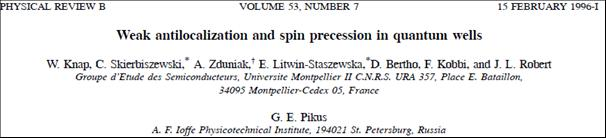 PHYSICAL REVIEW B VOLUME 53, NUMBER 7 15 FEBRUARY 1996-I
Weak antilocalization and spin precession in quantum wells
W. Knap, C. Skierbiszewski,* A. Zduniak,† E. Litwin-Staszewska,* D. Bertho, F. Kobbi, and J. L. Robert
Groupe d'Etude des Semiconducteurs, Universite Montpellier II C.N.R.S. URA 357, Place E. Bataillon,
34095 Montpellier-Cedex 05, France
G. E. Pikus
A. F. Ioffe Physicotechnical Institute, 194021 St. Petersburg, Russia